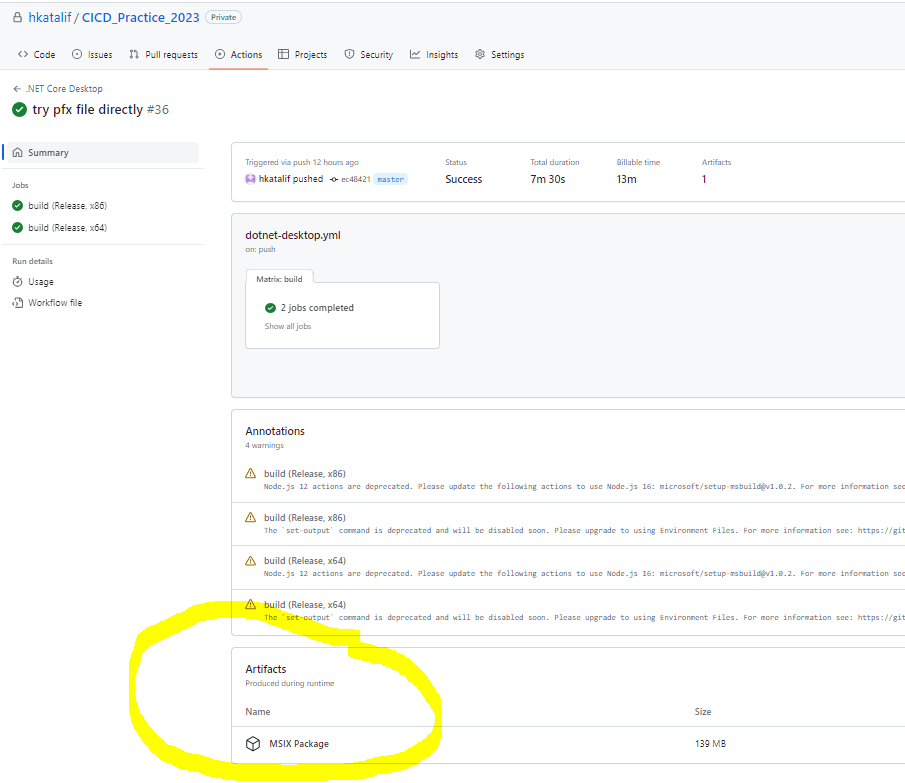 hkatalif / CICD_Practice_2023 Private
Code Issues Pull requests Actions Projects Security Insights Settings
.NET Core Desktop
try pfx file directly #36
Summary
Jobs
build (Release, x86)
build (Release, x64)
Run details
Usage
Workflow file
Triggered via push 12 hours ago
hkatalif pushed ec48421 master
Status
Success
Total duration
7m 30s
Billable time
13m
Artifacts
1
dotnet-desktop.yml
on: push
Matrix: build
2 jobs completed
Show all jobs
Annotations
4 warnings
build (Release, x86)
Node.js 12 actions are deprecated. Please update the following actions to use Node.js 16: microsoft/setup-msbuild@v1.0.2. For more information see
build (Release, x86)
The `set-output` command is deprecated and will be disabled soon. Please upgrade to using Environment Files. For more information see: https://git
build (Release, x64)
Node.js 12 actions are deprecated. Please update the following actions to use Node.js 16: microsoft/setup-msbuild@v1.0.2. For more information see
build (Release, x64)
The `set-output` command is deprecated and will be disabled soon. Please upgrade to using Environment Files. For more information see: https://git
Artifacts
Produced during runtime
Name Size
MSIX Package 139 MB